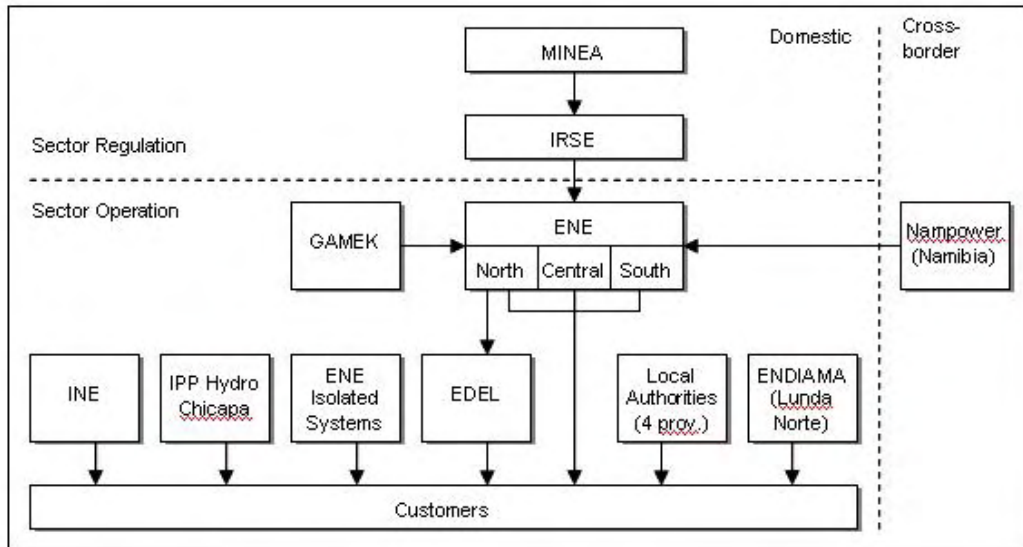 Domestic
Cross-
border
MINEA
IRSE
Sector Regulation
Sector Operation
GAMEK
ENE
North Central South
Nampower
(Namibia)
INE
IPP Hydro
Chicapa
ENE
Isolated
Systems
EDEL
Local
Authorities
(4 prov.)
ENDIAMA
(Lunda
Norte)
Customers